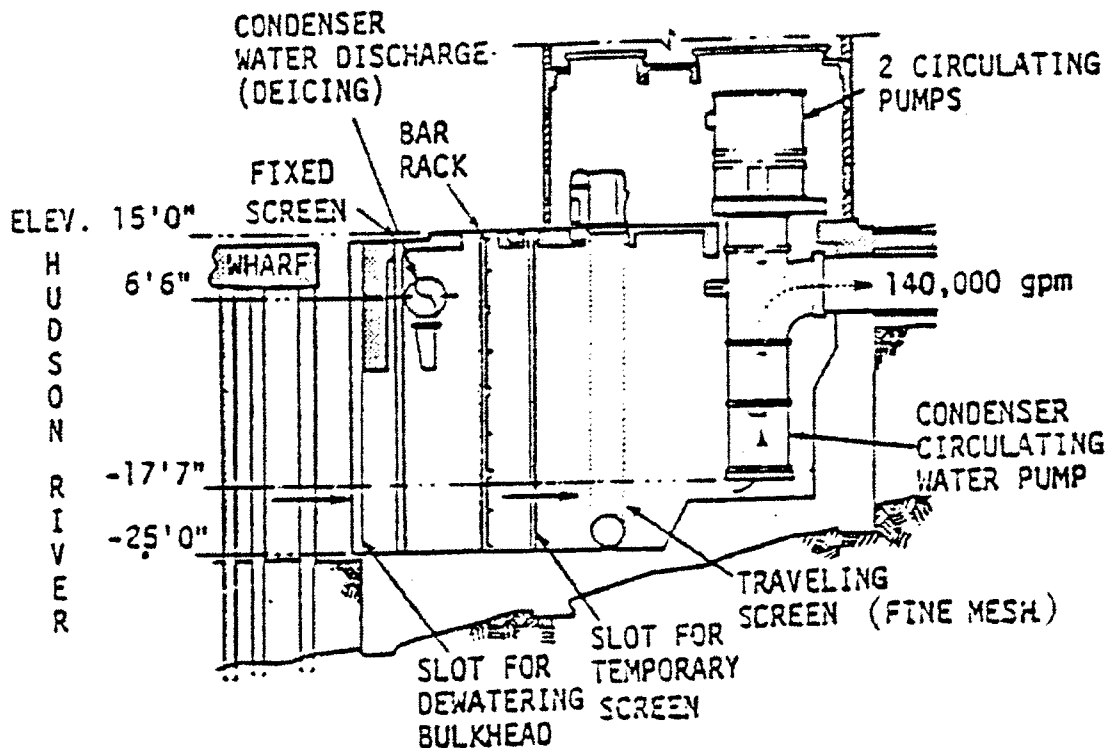 CONDENSER
WATER DISCHARGE
(DEICING)
BAR
RACK
FIXED
SCREEN
2 CIRCULATING
PUMPS
ELEV. 15'0"
WHARF
6'6"
HUDSON RIVER
140,000 gpm
CONDENSER
CIRCULATING
WATER PUMP
-17'7"
-25'0"
TRAVELING
SCREEN (FINE MESH)
SLOT FOR
TEMPORARY
SCREEN
SLOT FOR
DEWATERING
BULKHEAD